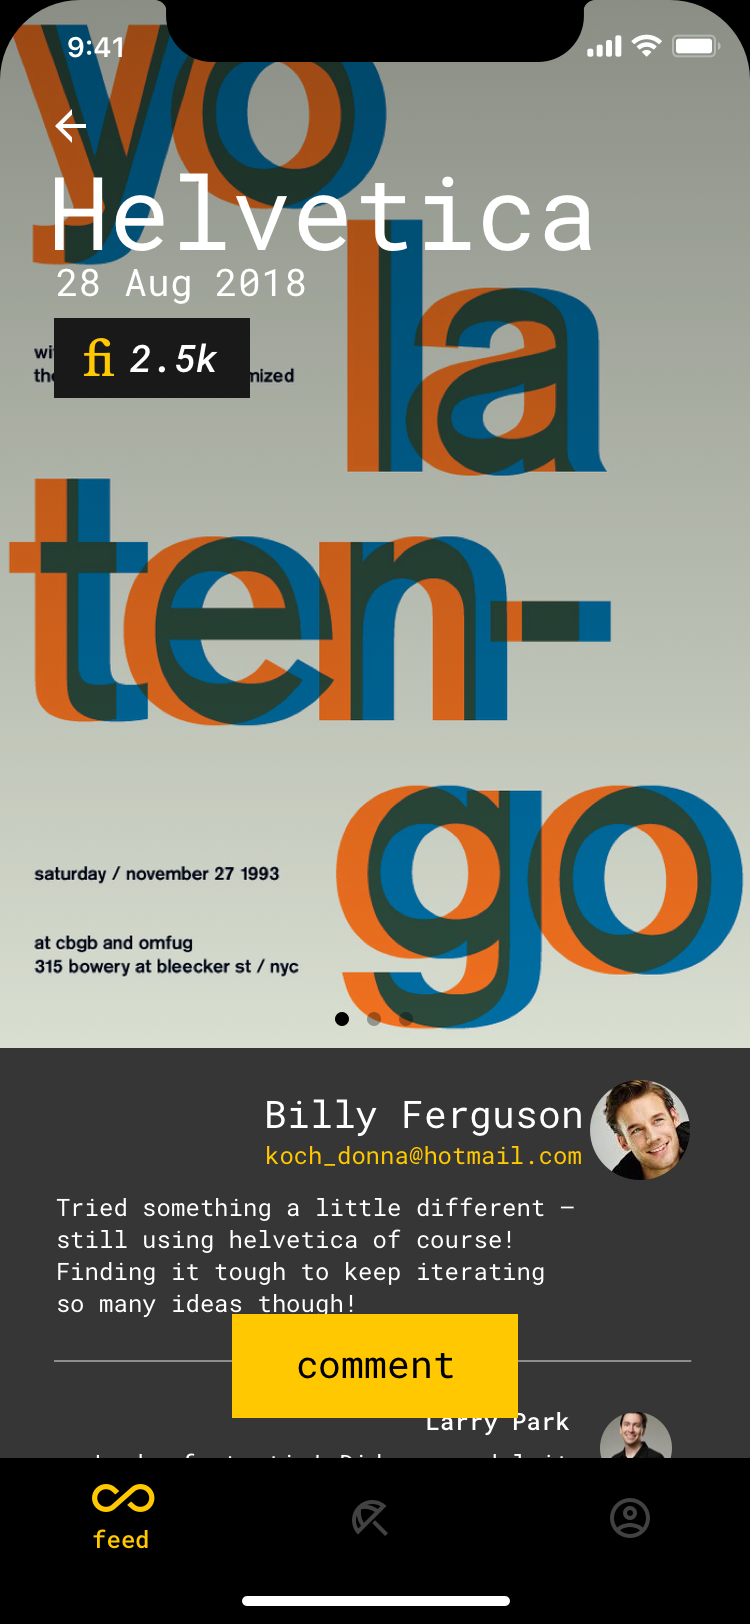 9:41
yo
Helvetica
28 Aug 2018
la
fi 2.5k
mized
ten-
go
saturday / november 27 1993
at cbgb and omfug
315 bowery at bleecker st / nyc
Billy Ferguson
koch_donna@hotmail.com
Tried something a little different –
still using helvetica of course!
Finding it tough to keep iterating
so many ideas though!
comment
Larry Park
feed